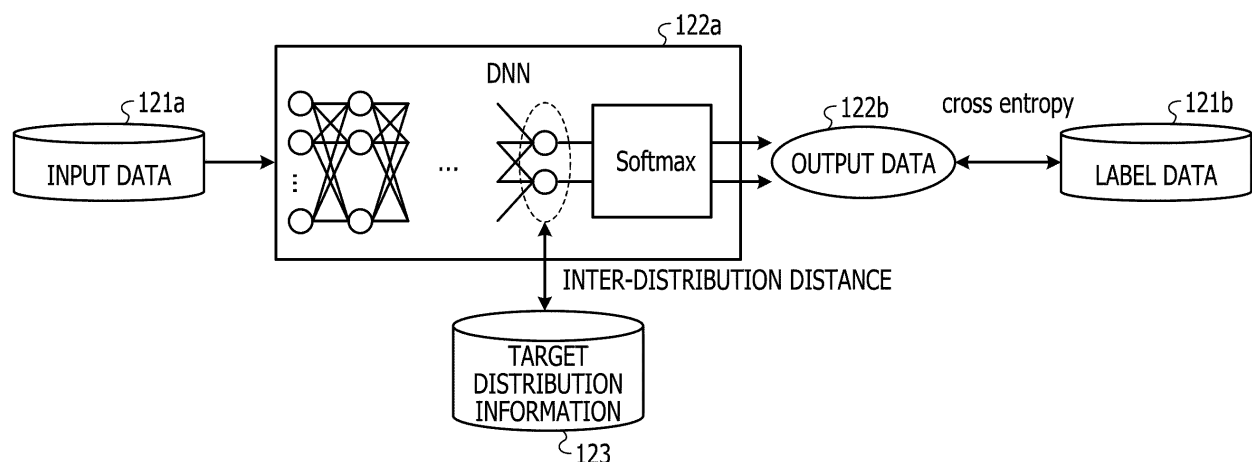 122a
121a
DNN
cross entropy
122b
121b
INPUT DATA
...
...
Softmax
OUTPUT DATA
LABEL DATA
INTER-DISTRIBUTION DISTANCE
TARGET
DISTRIBUTION
INFORMATION
123